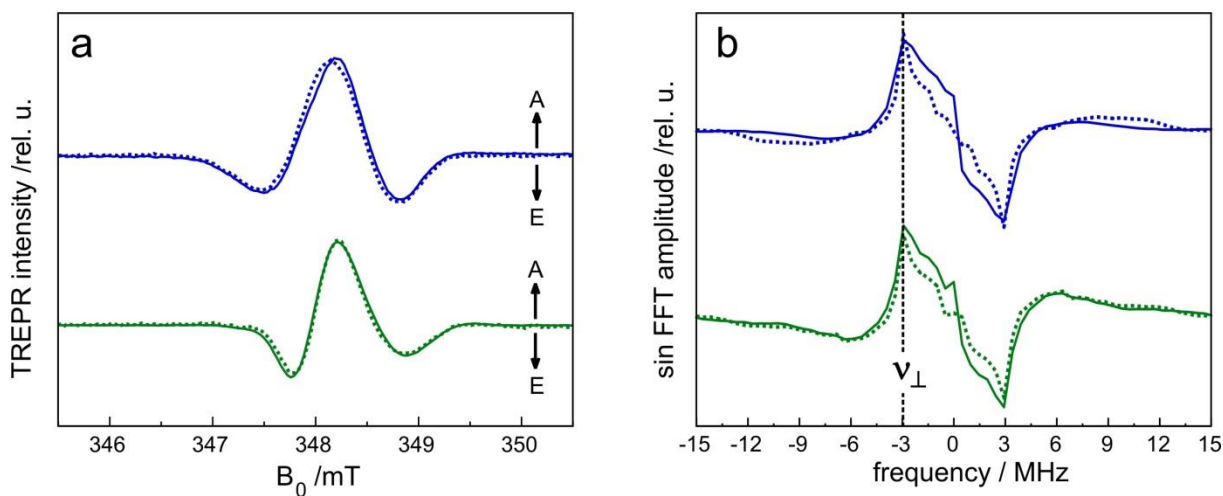 a
TREPR intensity /rel. u.
A
E
A
E
346 347 348 349 350
B0 /mT
b
sin FFT amplitude /rel. u.
ν⊥
-15 -12 -9 -6 -3 0 3 6 9 12 15
frequency / MHz